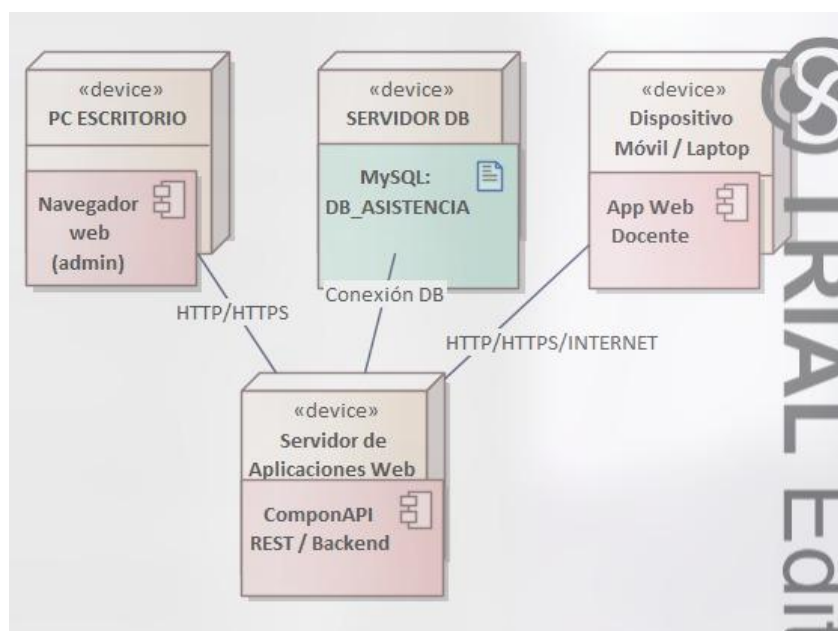 «device»
PC ESCRITORIO
Navegador
web
(admin)
«device»
SERVIDOR DB
MySQL:
DB_ASISTENCIA
«device»
Dispositivo
Móvil / Laptop
App Web
Docente
HTTP/HTTPS
Conexión DB
HTTP/HTTPS/INTERNET
«device»
Servidor de
Aplicaciones Web
ComponAPI
REST / Backend
TRIAL Edit